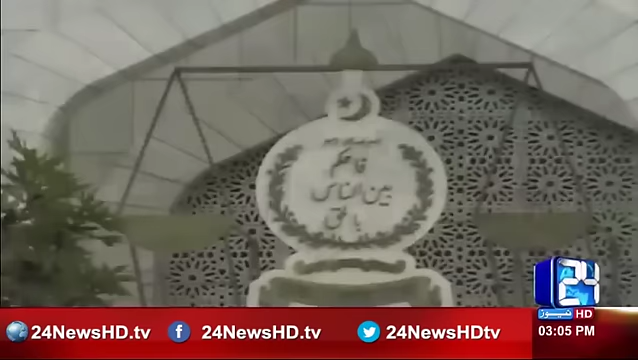 فاحکم
بین الناس
بالحق
24
نیوز HD
24NewsHD.tv
24NewsHD.tv
24NewsHDtv
03:05 PM